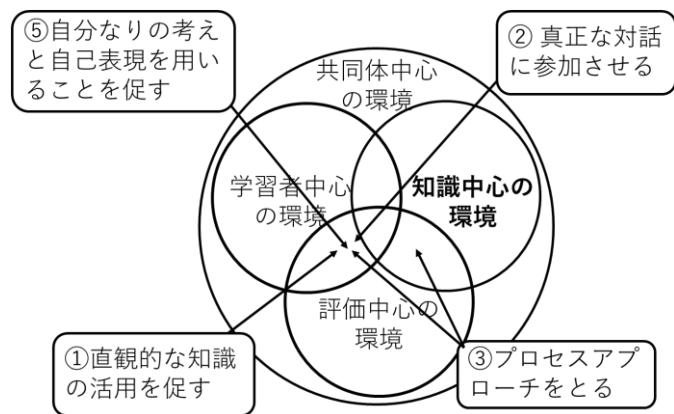 ⑤自分なりの考え
と自己表現を用い
ることを促す
② 真正な対話
に参加させる
共同体中心
の環境
学習者中心
の環境
知識中心の
環境
評価中心の
環境
①直観的な知識
の活用を促す
③プロセスアプ
ローチをとる